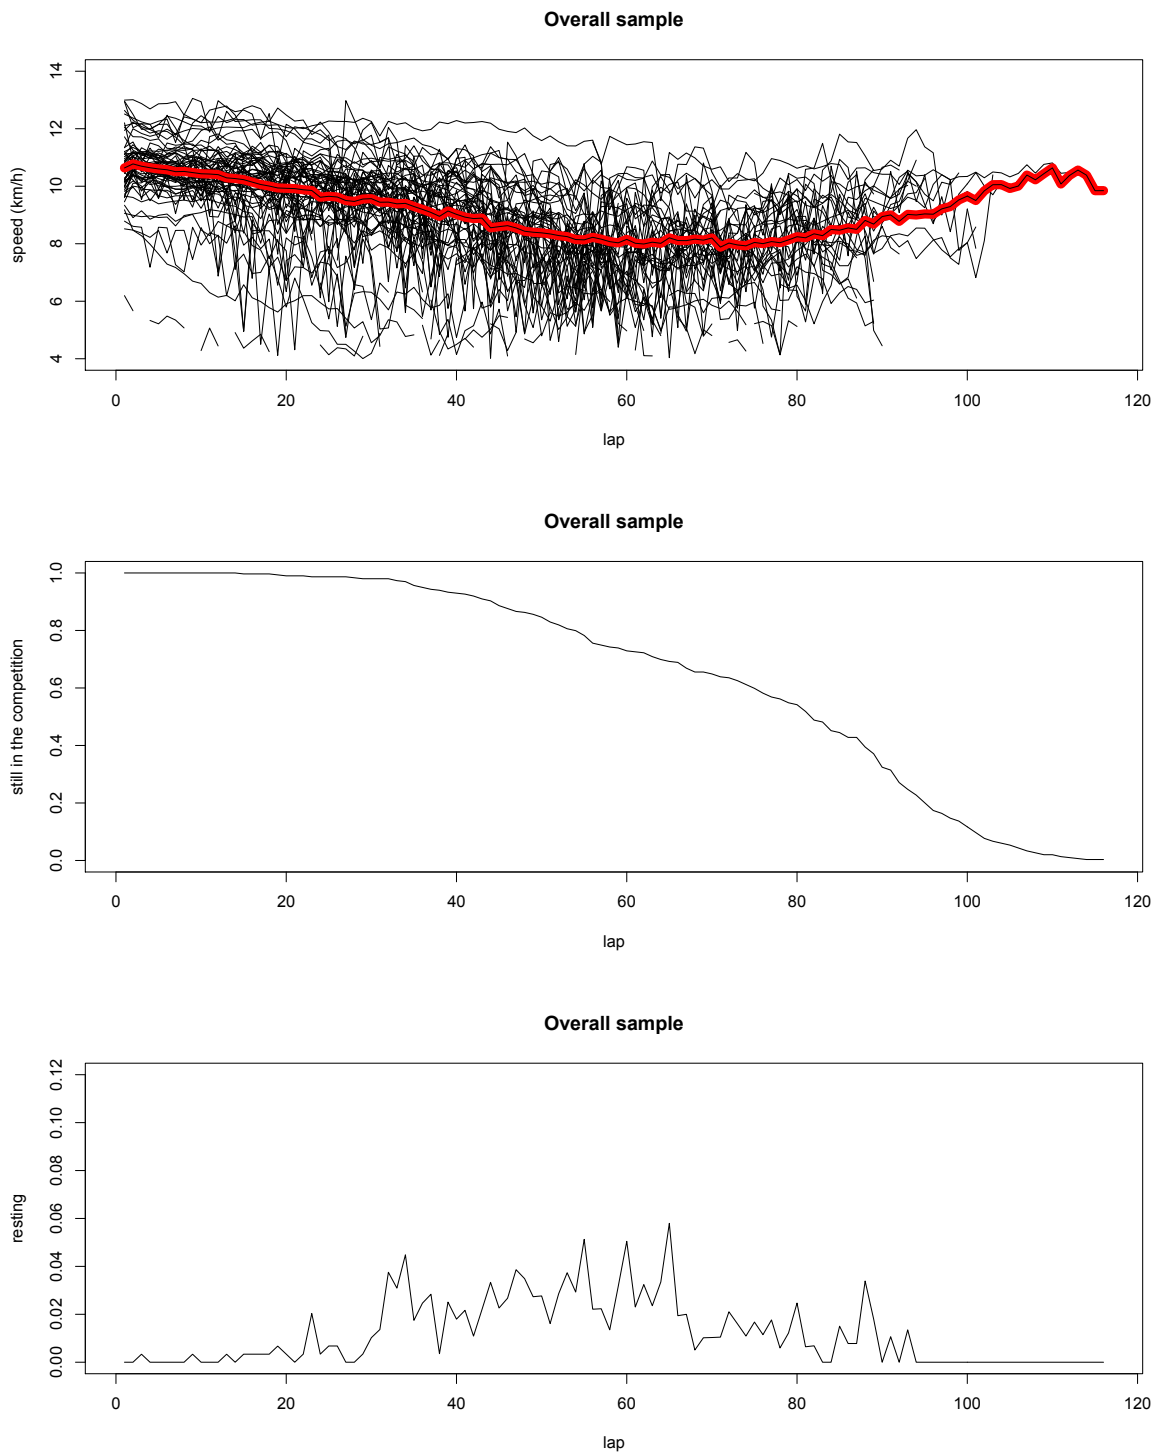 Overall sample
14
12
10
8
6
4
speed (km/h)
0 20 40 60 80 100 120
lap
Overall sample
1.0
0.8
0.6
0.4
0.2
0.0
still in the competition
0 20 40 60 80 100 120
lap
Overall sample
0.12
0.10
0.08
0.06
0.04
0.02
0.00
resting
0 20 40 60 80 100 120
lap